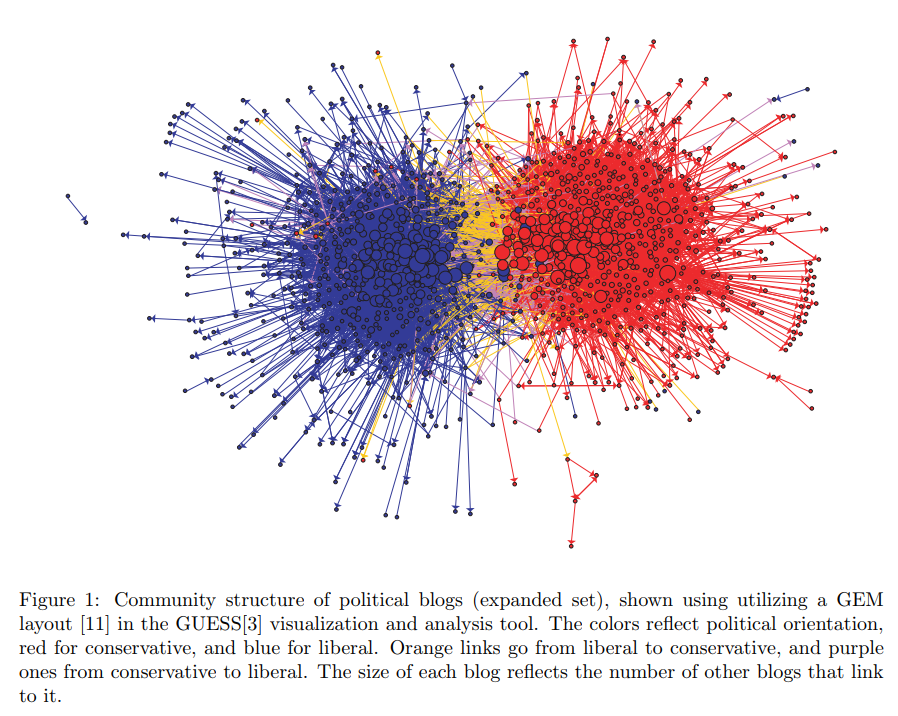 Figure 1: Community structure of political blogs (expanded set), shown using utilizing a GEM
layout [11] in the GUESS[3] visualization and analysis tool. The colors reflect political orientation,
red for conservative, and blue for liberal. Orange links go from liberal to conservative, and purple
ones from conservative to liberal. The size of each blog reflects the number of other blogs that link
to it.